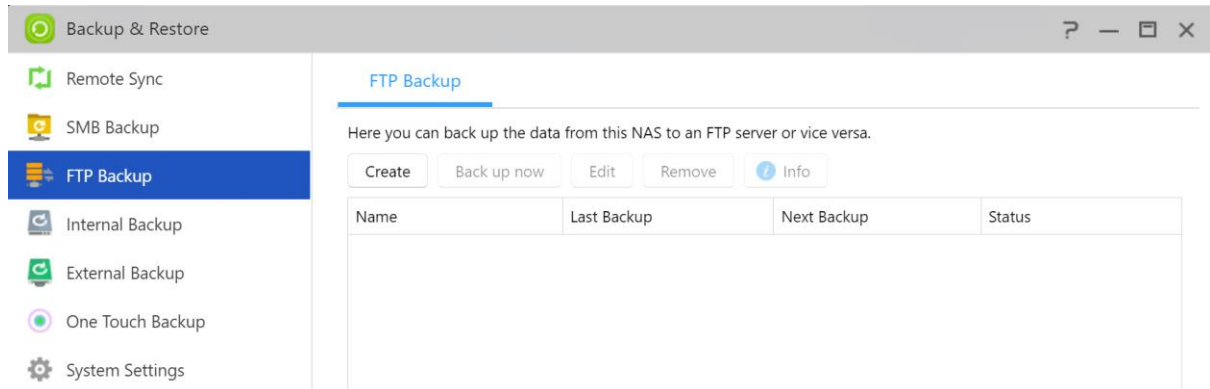 Backup & Restore
Remote Sync
SMB Backup
FTP Backup
Internal Backup
External Backup
One Touch Backup
System Settings
FTP Backup
Here you can back up the data from this NAS to an FTP server or vice versa.
Create Back up now Edit Remove Info
Name Last Backup Next Backup Status